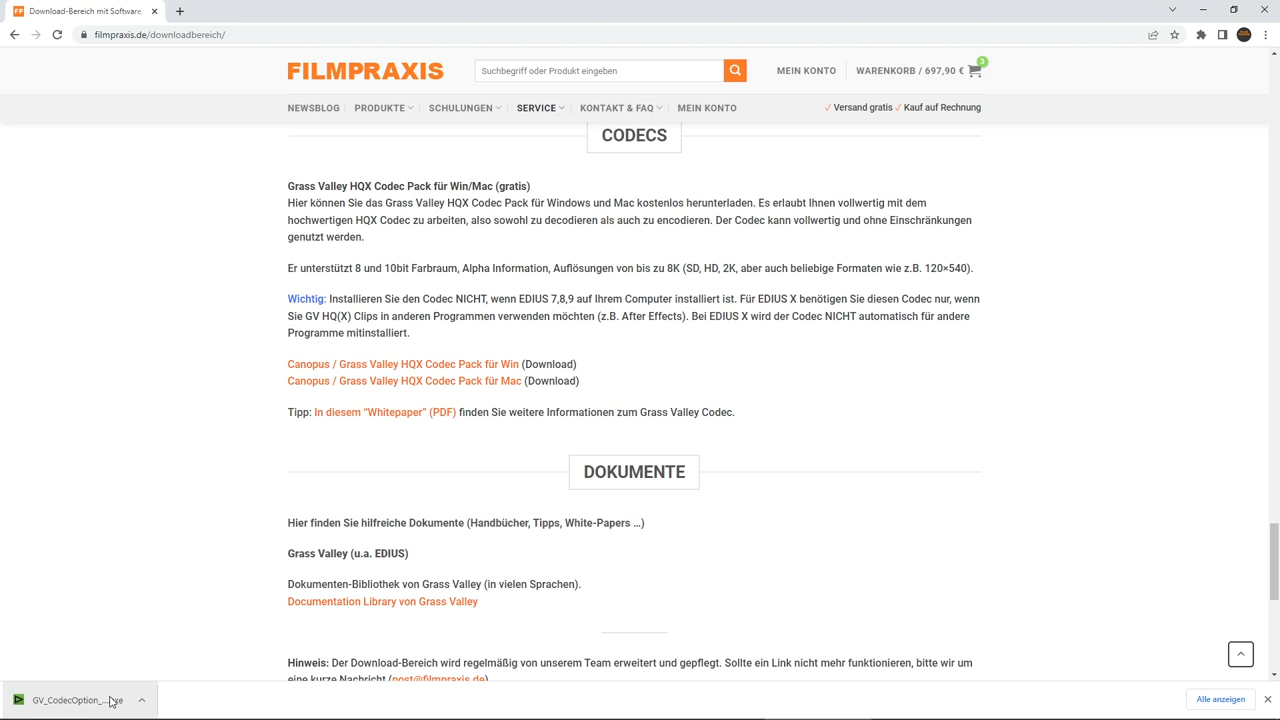 Download-Bereich mit Software,
filmpraxis.de/downloadbereich/
FILMPRAXIS
Suchbegriff oder Produkt eingeben
MEIN KONTO
WARENKORB / 697,90 €
3
NEWSBLOG
PRODUKTE
SCHULUNGEN
SERVICE
KONTAKT & FAQ
MEIN KONTO
✓ Versand gratis ✓ Kauf auf Rechnung
CODECS
Grass Valley HQX Codec Pack für Win/Mac (gratis)
Hier können Sie das Grass Valley HQX Codec Pack für Windows und Mac kostenlos herunterladen. Es erlaubt Ihnen vollwertig mit dem
hochwertigen HQX Codec zu arbeiten, also sowohl zu decodieren als auch zu encodieren. Der Codec kann vollwertig und ohne Einschränkungen
genutzt werden.
Er unterstützt 8 und 10bit Farbraum, Alpha Information, Auflösungen von bis zu 8K (SD, HD, 2K, aber auch beliebige Formaten wie z.B. 120×540).
Wichtig: Installieren Sie den Codec NICHT, wenn EDIUS 7,8,9 auf Ihrem Computer installiert ist. Für EDIUS X benötigen Sie diesen Codec nur, wenn
Sie GV HQ(X) Clips in anderen Programmen verwenden möchten (z.B. After Effects). Bei EDIUS X wird der Codec NICHT automatisch für andere
Programme mitinstalliert.
Canopus / Grass Valley HQX Codec Pack für Win (Download)
Canopus / Grass Valley HQX Codec Pack für Mac (Download)
Tipp: In diesem “Whitepaper” (PDF) finden Sie weitere Informationen zum Grass Valley Codec.
DOKUMENTE
Hier finden Sie hilfreiche Dokumente (Handbücher, Tipps, White-Papers …)
Grass Valley (u.a. EDIUS)
Dokumenten-Bibliothek von Grass Valley (in vielen Sprachen).
Documentation Library von Grass Valley
Hinweis: Der Download-Bereich wird regelmäßig von unserem Team erweitert und gepflegt. Sollte ein Link nicht mehr funktionieren, bitte wir um
eine kurze Nachricht (post@filmpraxis.de)
GV_CodecOption_...exe
Alle anzeigen